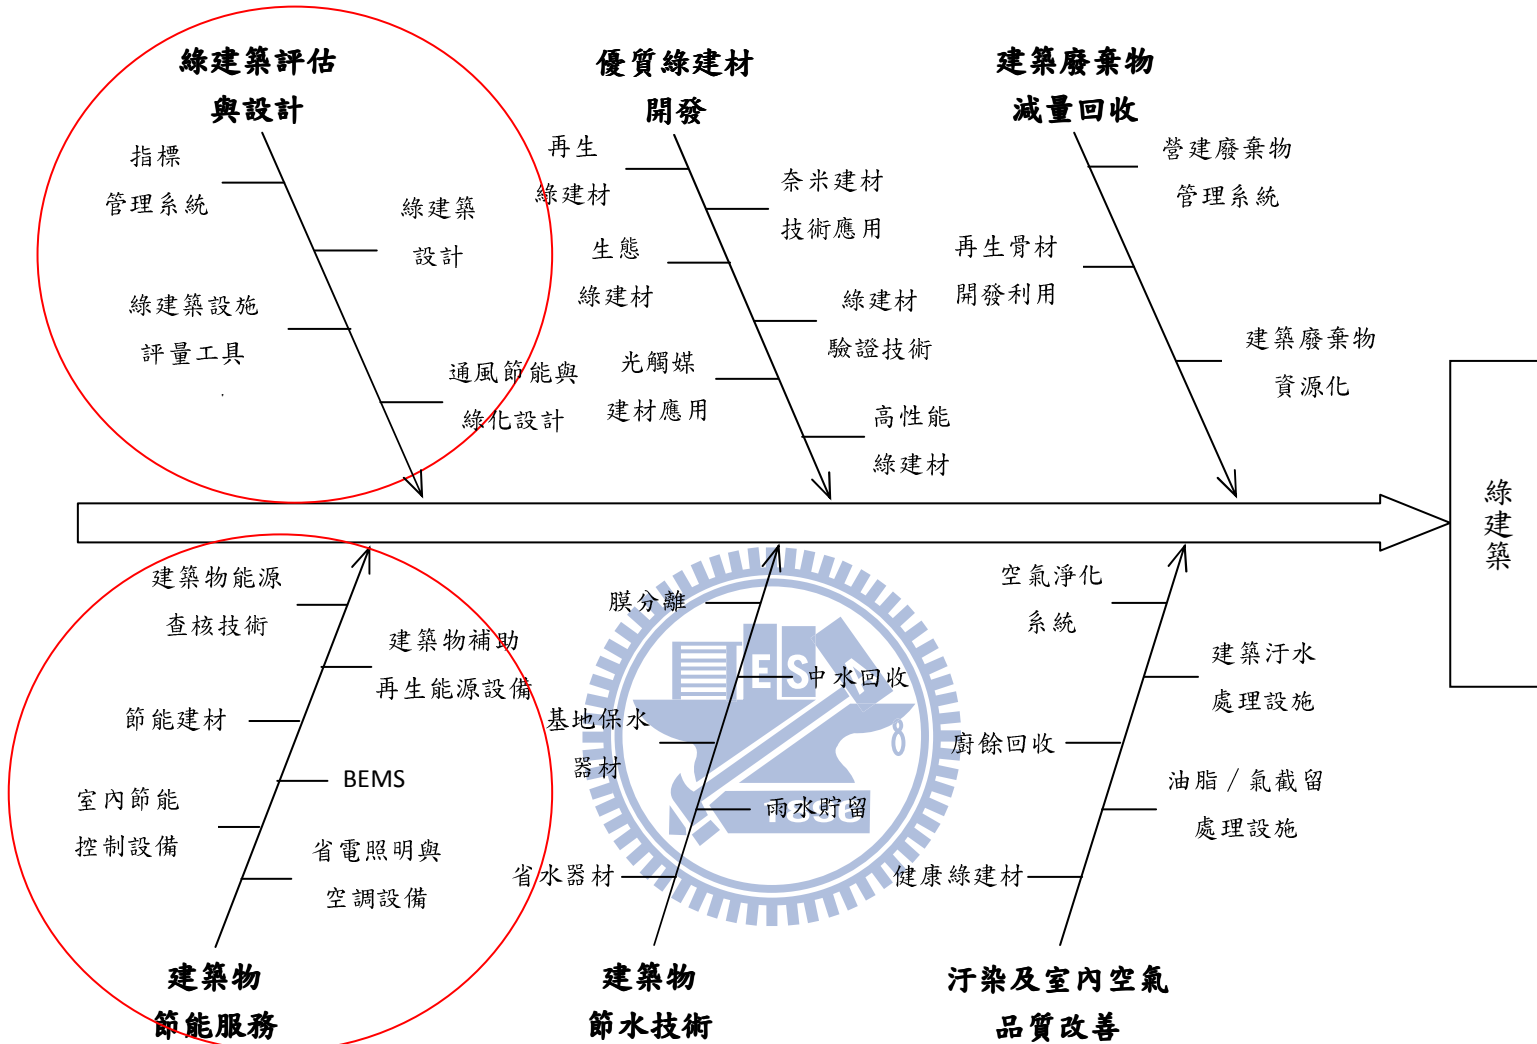 綠建築評估
與設計
指標
管理系統
綠建築
設計
綠建築設施
評量工具
通風節能與
綠化設計
優質綠建材
開發
再生
綠建材
奈米建材
技術應用
生態
綠建材
綠建材
驗證技術
光觸媒
建材應用
高性能
綠建材
建築廢棄物
減量回收
營建廢棄物
管理系統
再生骨材
開發利用
建築廢棄物
資源化
綠建築
建築物能源
查核技術
建築物補助
再生能源設備
節能建材
BEMS
室內節能
控制設備
省電照明與
空調設備
建築物
節能服務
膜分離
中水回收
基地保水
器材
雨水貯留
省水器材
建築物
節水技術
空氣淨化
系統
建築汙水
處理設施
廚餘回收
油脂/氣截留
處理設施
健康綠建材
汙染及室內空氣
品質改善
ES
1896